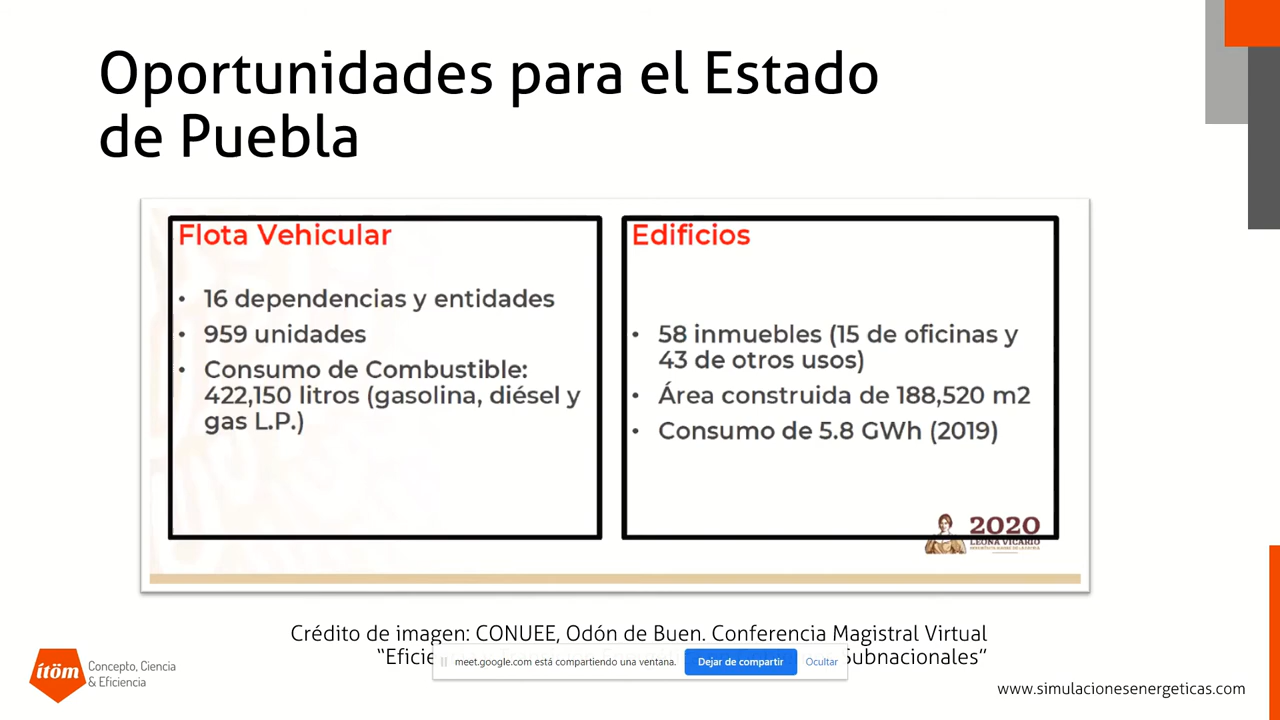 Oportunidades para el Estado
de Puebla
Flota Vehicular
• 16 dependencias y entidades
• 959 unidades
• Consumo de Combustible:
422,150 litros (gasolina, diésel y
gas L.P.)
Edificios
• 58 inmuebles (15 de oficinas y
43 de otros usos)
• Área construida de 188,520 m2
• Consumo de 5.8 GWh (2019)
2020
LEONA VICARIO
Crédito de imagen: CONUEE, Odón de Buen. Conferencia Magistral Virtual
Subnacionales”
meet.google.com está compartiendo una ventana.
Dejar de compartir
Ocultar
ítöm
Concepto, Ciencia
& Eficiencia
www.simulacionesenergeticas.com